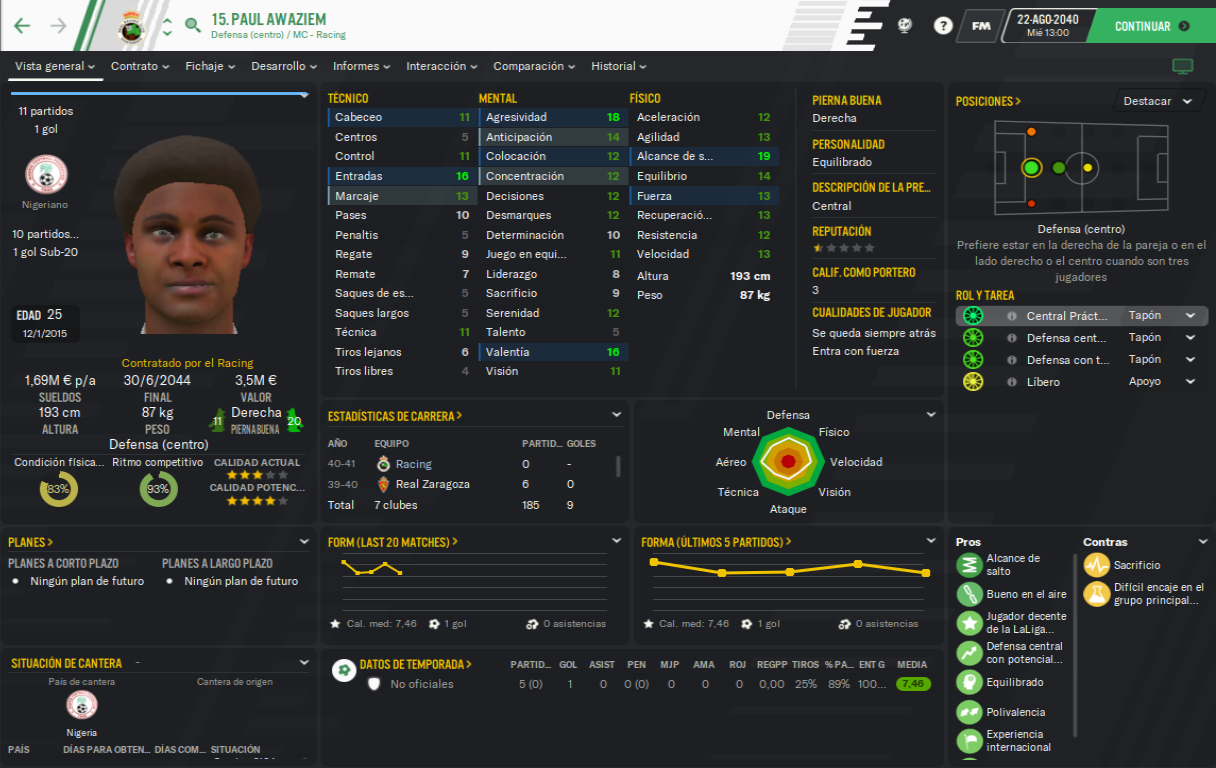 15. PAUL AWAZIEM
Defensa (centro) / MC - Racing
?
FM
22-AGO-2040
Mié 13:00
CONTINUAR
Vista general
Contrato
Fichaje
Desarrollo
Informes
Interacción
Comparación
Historial
11 partidos
1 gol
Nigeriano
10 partidos...
1 gol Sub-20
EDAD 25
12/1/2015
Contratado por el Racing
1,69M € p/a
30/6/2044
3,5M €
SUELDOS
FINAL
VALOR
193 cm
87 kg
11
Derecha
20
ALTURA
PESO
PIERNA BUENA
Defensa (centro)
Condición física...
Ritmo competitivo
CALIDAD ACTUAL
83%
93%
CALIDAD POTENC...
TÉCNICO
Cabeceo 11
Centros 5
Control 11
Entradas 16
Marcaje 13
Pases 10
Penaltis 5
Regate 9
Remate 7
Saques de es... 5
Saques largos 5
Técnica 11
Tiros lejanos 6
Tiros libres 4
MENTAL
Agresividad 18
Anticipación 14
Colocación 12
Concentración 12
Decisiones 12
Desmarques 12
Determinación 10
Juego en equi... 11
Liderazgo 8
Sacrificio 9
Serenidad 12
Talento 5
Valentía 16
Visión 11
FÍSICO
Aceleración 12
Agilidad 13
Alcance de s... 19
Equilibrio 14
Fuerza 13
Recuperació... 13
Resistencia 12
Velocidad 13
Altura 193 cm
Peso 87 kg
PIERNA BUENA
Derecha
PERSONALIDAD
Equilibrado
DESCRIPCIÓN DE LA PRE...
Central
REPUTACIÓN
CALIF. COMO PORTERO
3
CUALIDADES DE JUGADOR
Se queda siempre atrás
Entra con fuerza
POSICIONES >
Destacar
Defensa (centro)
Prefiere estar en la derecha de la pareja o en el
lado derecho o el centro cuando son tres
jugadores
ROL Y TAREA
Central Práct... Tapón
Defensa cent... Tapón
Defensa con t... Tapón
Líbero Apoyo
ESTADÍSTICAS DE CARRERA >
AÑO EQUIPO PARTID... GOLES
40-41 Racing 0 -
39-40 Real Zaragoza 6 0
Total 7 clubes 185 9
Defensa
Mental
Físico
Aéreo
Velocidad
Técnica
Visión
Ataque
PLANES >
PLANES A CORTO PLAZO
PLANES A LARGO PLAZO
Ningún plan de futuro
Ningún plan de futuro
FORM (LAST 20 MATCHES) >
Cal. med: 7,46
1 gol
0 asistencias
FORMA (ÚLTIMOS 5 PARTIDOS) >
Cal. med: 7,46
1 gol
0 asistencias
Pros
Alcance de
salto
Bueno en el aire
Jugador decente
de la LaLiga...
Defensa central
con potencial...
Equilibrado
Polivalencia
Experiencia
internacional
Contras
Sacrificio
Difícil encaje en el
grupo principal...
SITUACIÓN DE CANTERA -
País de cantera
Cantera de origen
Nigeria
PAÍS DÍAS PARA OBTEN... DÍAS COM... SITUACIÓN
DATOS DE TEMPORADA > PARTID... GOL ASIST PEN MJP AMA ROJ REGPP TIROS % PA... ENT G MEDIA
No oficiales 5 (0) 1 0 0 (0) 0 0 0 0,00 25% 89% 100... 7,46